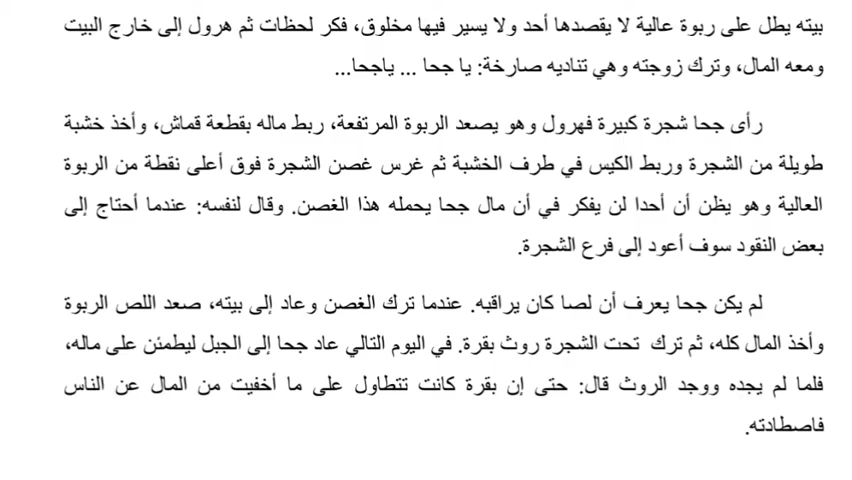 بيته يطل على ربوة عالية لا يقصدها أحد ولا يسير فيها مخلوق، فكر لحظات ثم هرول إلى خارج البيت
ومعه المال، وترك زوجته وهي تناديه صارخة: يا جحا ... ياجحا...
رأى جحا شجرة كبيرة فهرول وهو يصعد الربوة المرتفعة، ربط ماله بقطعة قماش، وأخذ خشبة
طويلة من الشجرة وربط الكيس في طرف الخشبة ثم غرس غصن الشجرة فوق أعلى نقطة من الربوة
العالية وهو يظن أن أحدا لن يفكر في أن مال جحا يحمله هذا الغصن. وقال لنفسه: عندما أحتاج إلى
بعض النقود سوف أعود إلى فرع الشجرة.
لم يكن جحا يعرف أن لصا كان يراقبه. عندما ترك الغصن وعاد إلى بيته، صعد اللص الربوة
وأخذ المال كله، ثم ترك تحت الشجرة روث بقرة. في اليوم التالي عاد جحا إلى الجبل ليطمئن على ماله،
فلما لم يجده ووجد الروث قال: حتى إن بقرة كانت تتطاول على ما أخفيت من المال عن الناس
فاصطادته.